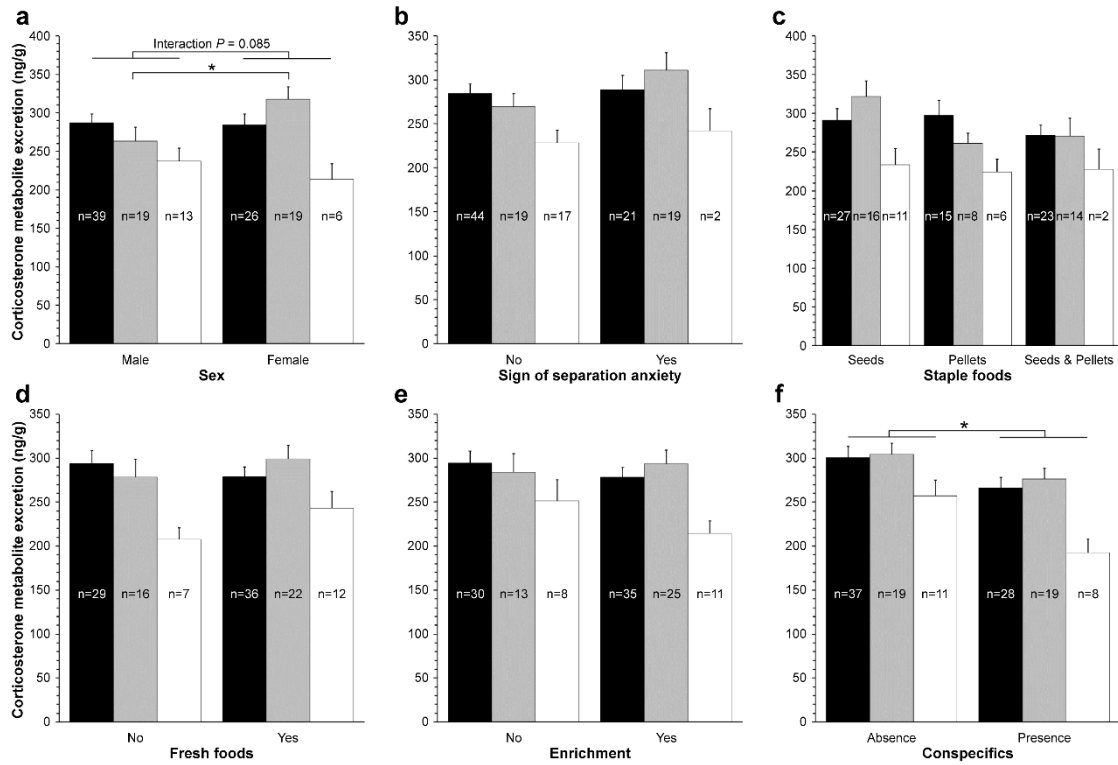 a
Interaction P = 0.085
*
Corticosterone metabolite excretion (ng/g)
400
350
300
250
200
150
100
50
0
n=39 n=19 n=13 n=26 n=19 n=6
Male Female
Sex
b
350
300
250
200
150
100
50
0
n=44 n=19 n=17 n=21 n=19 n=2
No Yes
Sign of separation anxiety
c
400
350
300
250
200
150
100
50
0
n=27 n=16 n=11 n=15 n=8 n=6 n=23 n=14 n=2
Seeds Pellets Seeds & Pellets
Staple foods
d
Corticosterone metabolite excretion (ng/g)
350
300
250
200
150
100
50
0
n=29 n=16 n=7 n=36 n=22 n=12
No Yes
Fresh foods
e
350
300
250
200
150
100
50
0
n=30 n=13 n=8 n=35 n=25 n=11
No Yes
Enrichment
f
*
350
300
250
200
150
100
50
0
n=37 n=19 n=11 n=28 n=19 n=8
Absence Presence
Conspecifics